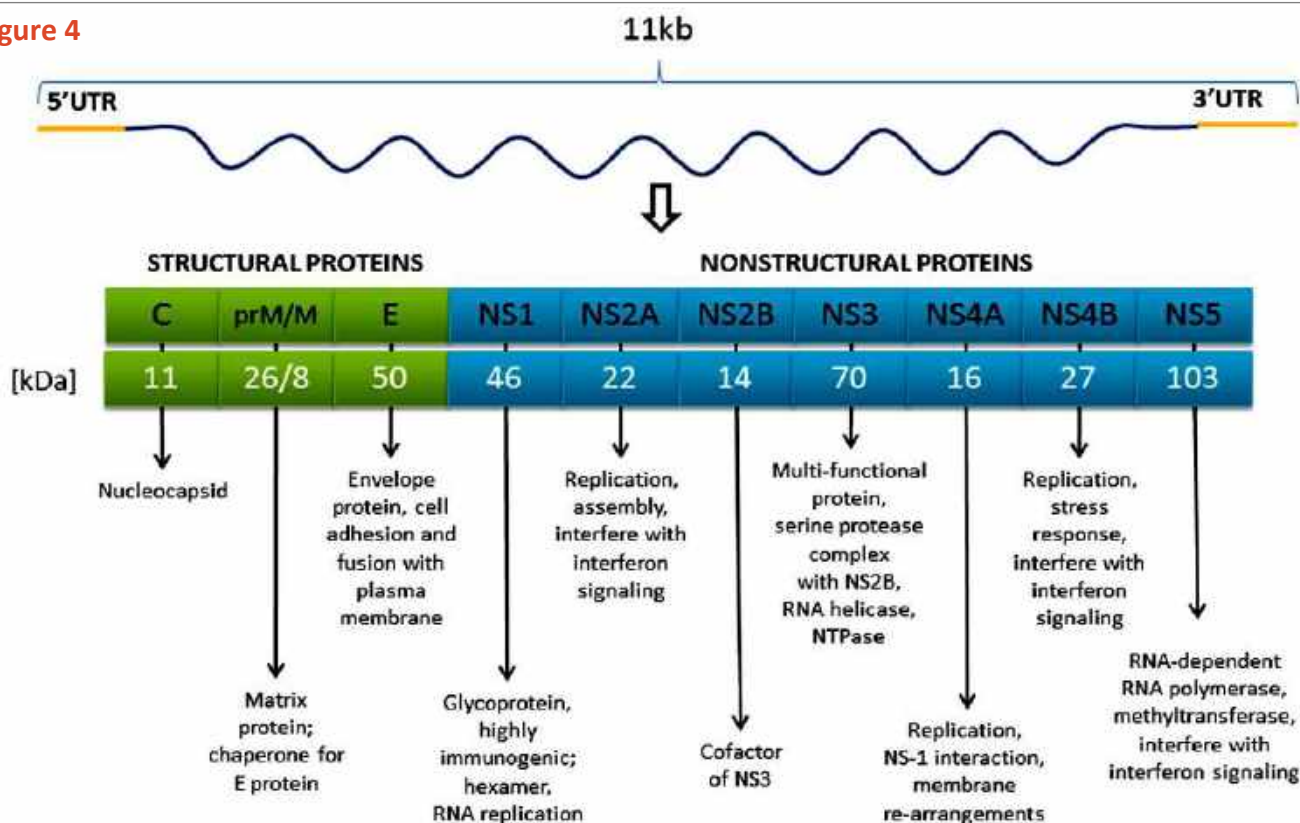 gure 4
11kb
5'UTR
3'UTR
STRUCTURAL PROTEINS
NONSTRUCTURAL PROTEINS
C prM/M E NS1 NS2A NS2B NS3 NS4A NS4B NS5
[kDa] 11 26/8 50 46 22 14 70 16 27 103
Nucleocapsid
Matrix
protein;
chaperone for
E protein
Envelope
protein, cell
adhesion and
fusion with
plasma
membrane
Glycoprotein,
highly
immunogenic;
hexamer,
RNA replication
Replication,
assembly,
interfere with
interferon
signaling
Cofactor
of NS3
Multi-functional
protein,
serine protease
complex
with NS2B,
RNA helicase,
NTPase
Replication,
NS-1 interaction,
membrane
re-arrangements
Replication,
stress
response,
interfere with
interferon
signaling
RNA-dependent
RNA polymerase,
methyltransferase,
interfere with
interferon signaling